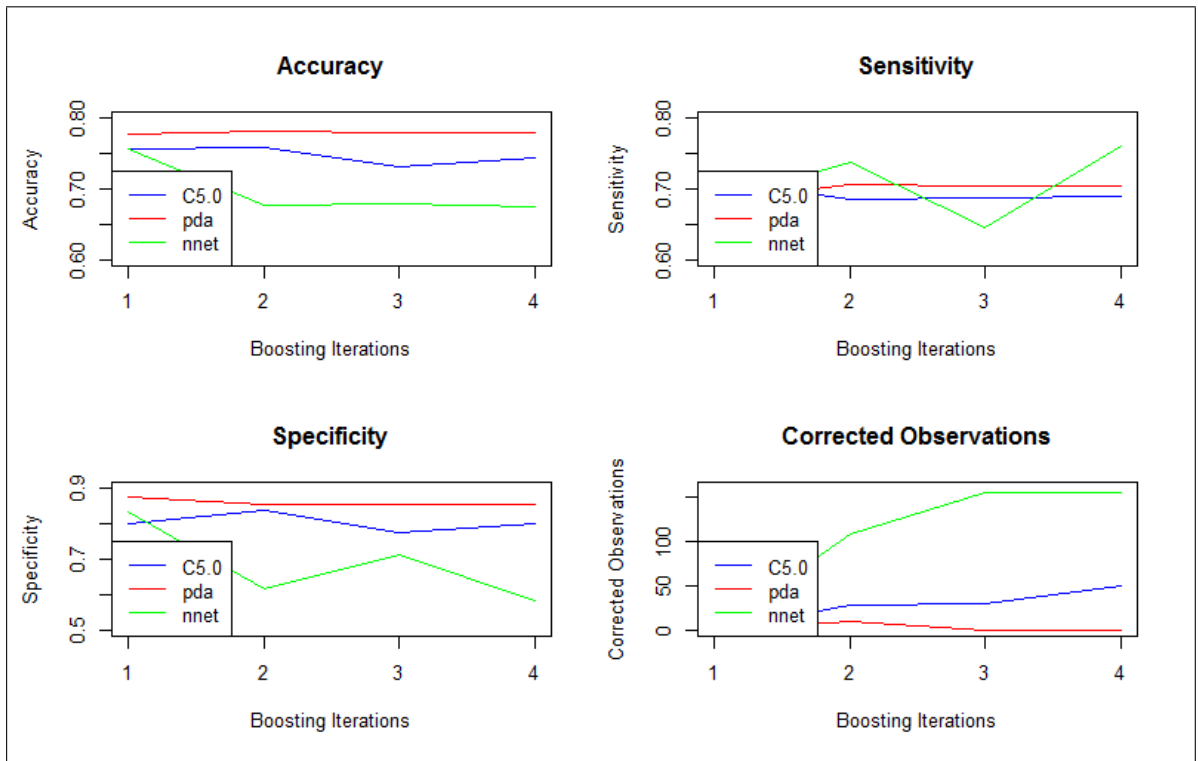 Accuracy
Accuracy
0.60 0.70 0.80
C5.0
pda
nnet
1 2 3 4
Boosting Iterations
Sensitivity
Sensitivity
0.60 0.70 0.80
C5.0
pda
nnet
1 2 3 4
Boosting Iterations
Specificity
Specificity
0.5 0.7 0.9
C5.0
pda
nnet
1 2 3 4
Boosting Iterations
Corrected Observations
Corrected Observations
0 50 100
C5.0
pda
nnet
1 2 3 4
Boosting Iterations